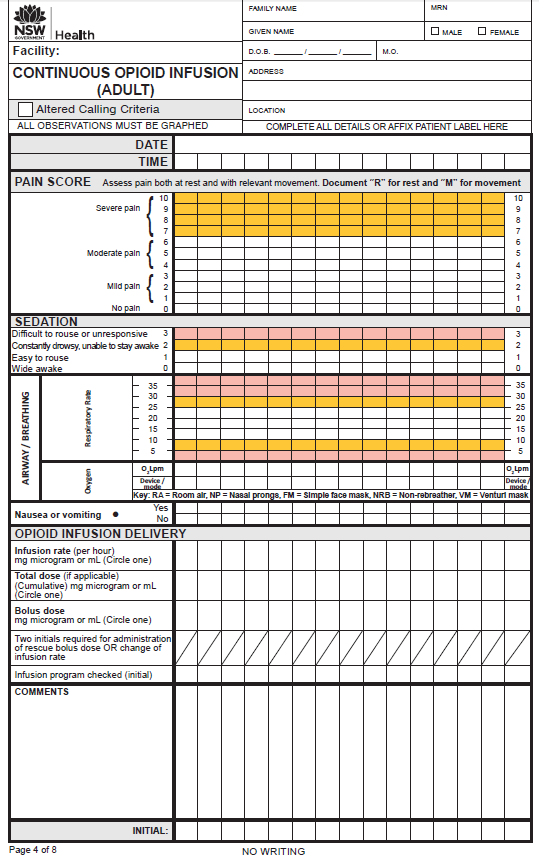 NSW
GOVERNMENT
Health
Facility:
CONTINUOUS OPIOID INFUSION
(ADULT)
Altered Calling Criteria
ALL OBSERVATIONS MUST BE GRAPHED
FAMILY NAME
MRN
GIVEN NAME
MALE
FEMALE
D.O.B. _______ / _______ / _______
M.O.
ADDRESS
LOCATION
COMPLETE ALL DETAILS OR AFFIX PATIENT LABEL HERE
DATE
TIME
PAIN SCORE Assess pain both at rest and with relevant movement. Document "R" for rest and "M" for movement
Severe pain
10 10
9 9
8 8
7 7
Moderate pain
6 6
5 5
4 4
Mild pain
3 3
2 2
1 1
No pain 0 0
SEDATION
Difficult to rouse or unresponsive 3 3
Constantly drowsy, unable to stay awake 2 2
Easy to rouse 1 1
Wide awake 0 0
AIRWAY / BREATHING
Respiratory Rate
35 35
30 30
25 25
20 20
15 15
10 10
5 5
Oxygen
O2Lpm O2Lpm
Device / mode Device / mode
Key: RA = Room air, NP = Nasal prongs, FM = Simple face mask, NRB = Non-rebreather, VM = Venturi mask
Nausea or vomiting ●
Yes
No
OPIOID INFUSION DELIVERY
Infusion rate (per hour)
mg microgram or mL (Circle one)
Total dose (if applicable)
(Cumulative) mg microgram or mL
(Circle one)
Bolus dose
mg microgram or mL (Circle one)
Two initials required for administration
of rescue bolus dose OR change of
infusion rate
Infusion program checked (initial)
COMMENTS
INITIAL:
Page 4 of 8
NO WRITING